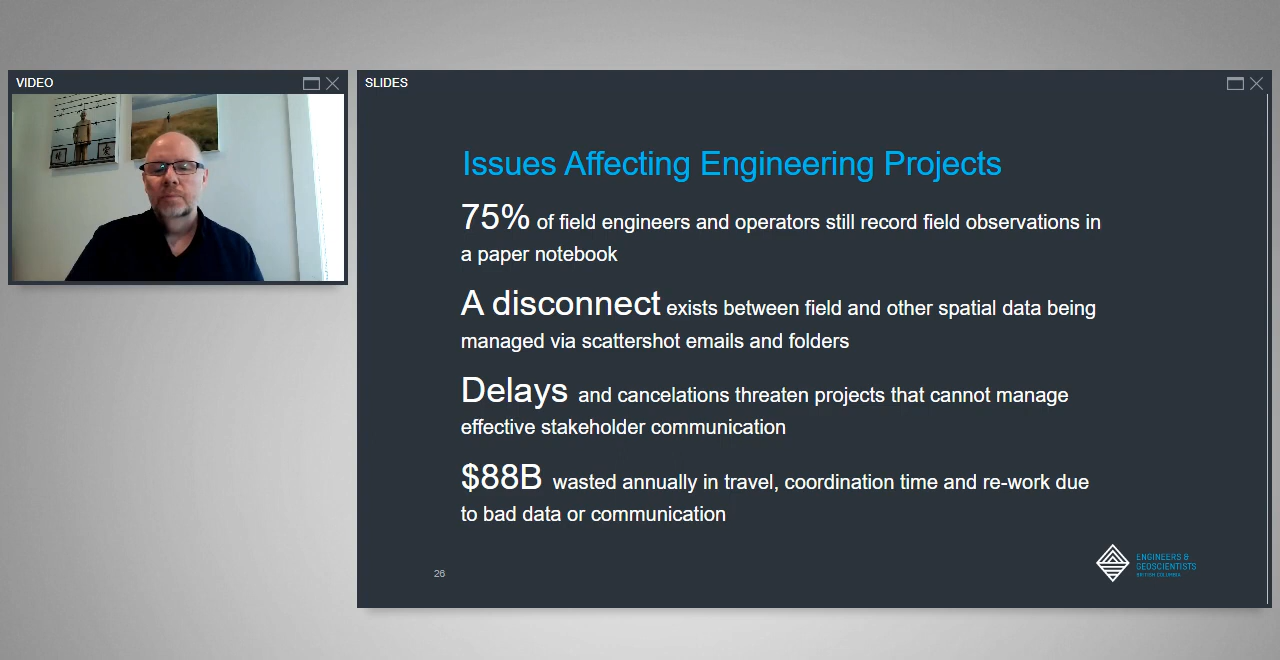 VIDEO
SLIDES
Issues Affecting Engineering Projects
75% of field engineers and operators still record field observations in
a paper notebook
A disconnect exists between field and other spatial data being
managed via scattershot emails and folders
Delays and cancelations threaten projects that cannot manage
effective stakeholder communication
$88B wasted annually in travel, coordination time and re-work due
to bad data or communication
26
ENGINEERS &
GEOSCIENTISTS
BRITISH COLUMBIA